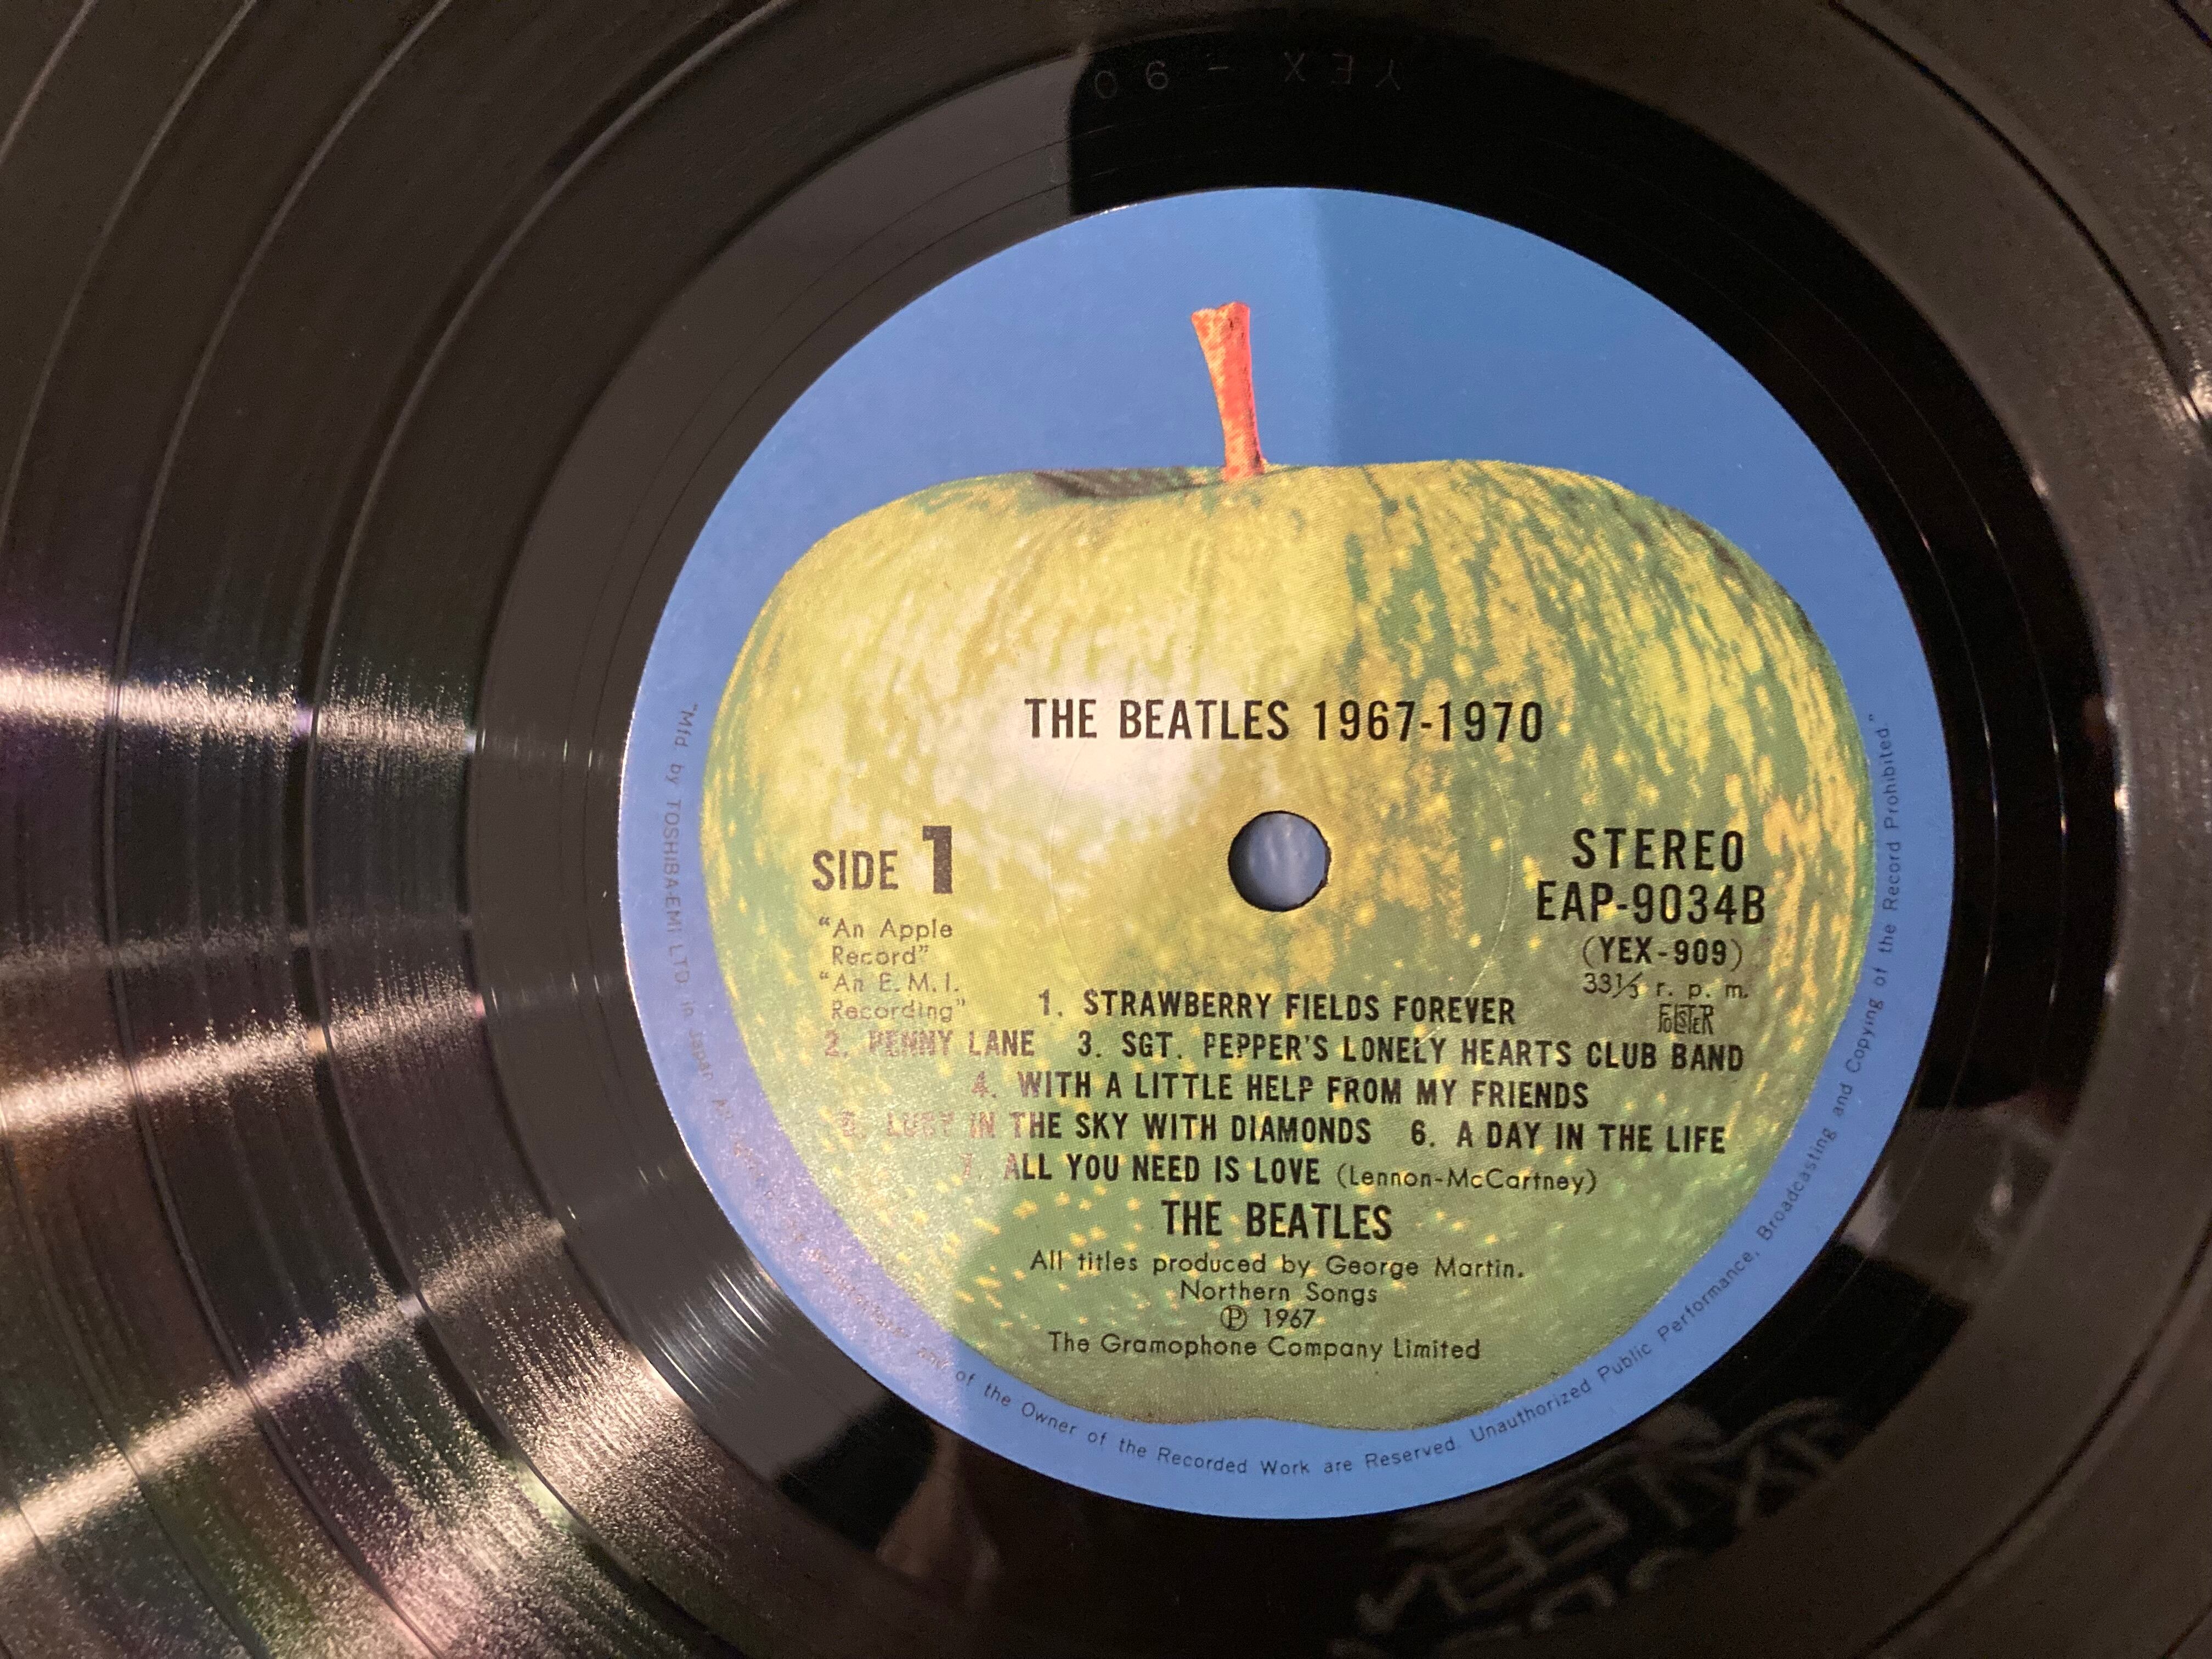 YEX - 90
THE BEATLES 1967-1970
SIDE 1
STEREO
EAP-9034B
(YEX-909)
33⅓ r. p. m.
"An Apple
Record"
"An E. M. I.
Recording"
1. STRAWBERRY FIELDS FOREVER
2. PENNY LANE 3. SGT. PEPPER'S LONELY HEARTS CLUB BAND
4. WITH A LITTLE HELP FROM MY FRIENDS
5. LUCY IN THE SKY WITH DIAMONDS 6. A DAY IN THE LIFE
7. ALL YOU NEED IS LOVE (Lennon-McCartney)
THE BEATLES
All titles produced by George Martin.
Northern Songs
Ⓟ 1967
The Gramophone Company Limited
"Mfd. by TOSHIBA-EMI LTD. in Japan of the Owner of the Recorded Work are Reserved. Unauthorized Public Performance, Broadcasting and Copying of the Record Prohibited."